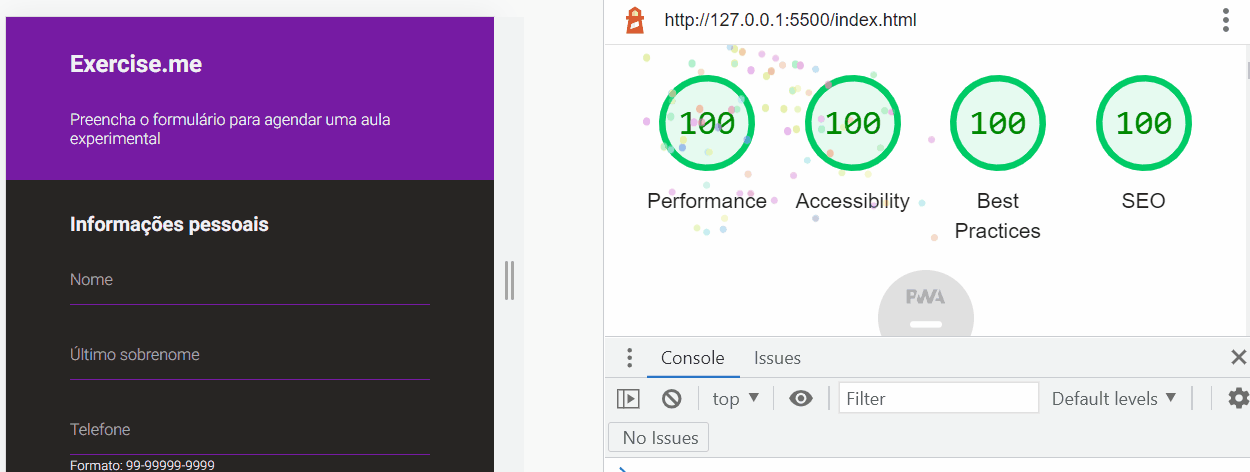 Exercise.me
Preencha o formulário para agendar uma aula
experimental
Informações pessoais
Nome
Último sobrenome
Telefone
Formato: 99-99999-9999
http://127.0.0.1:5500/index.html
100 100 100 100
Performance Accessibility Best SEO
Practices
PWA
Console Issues
top Filter Default levels
No Issues